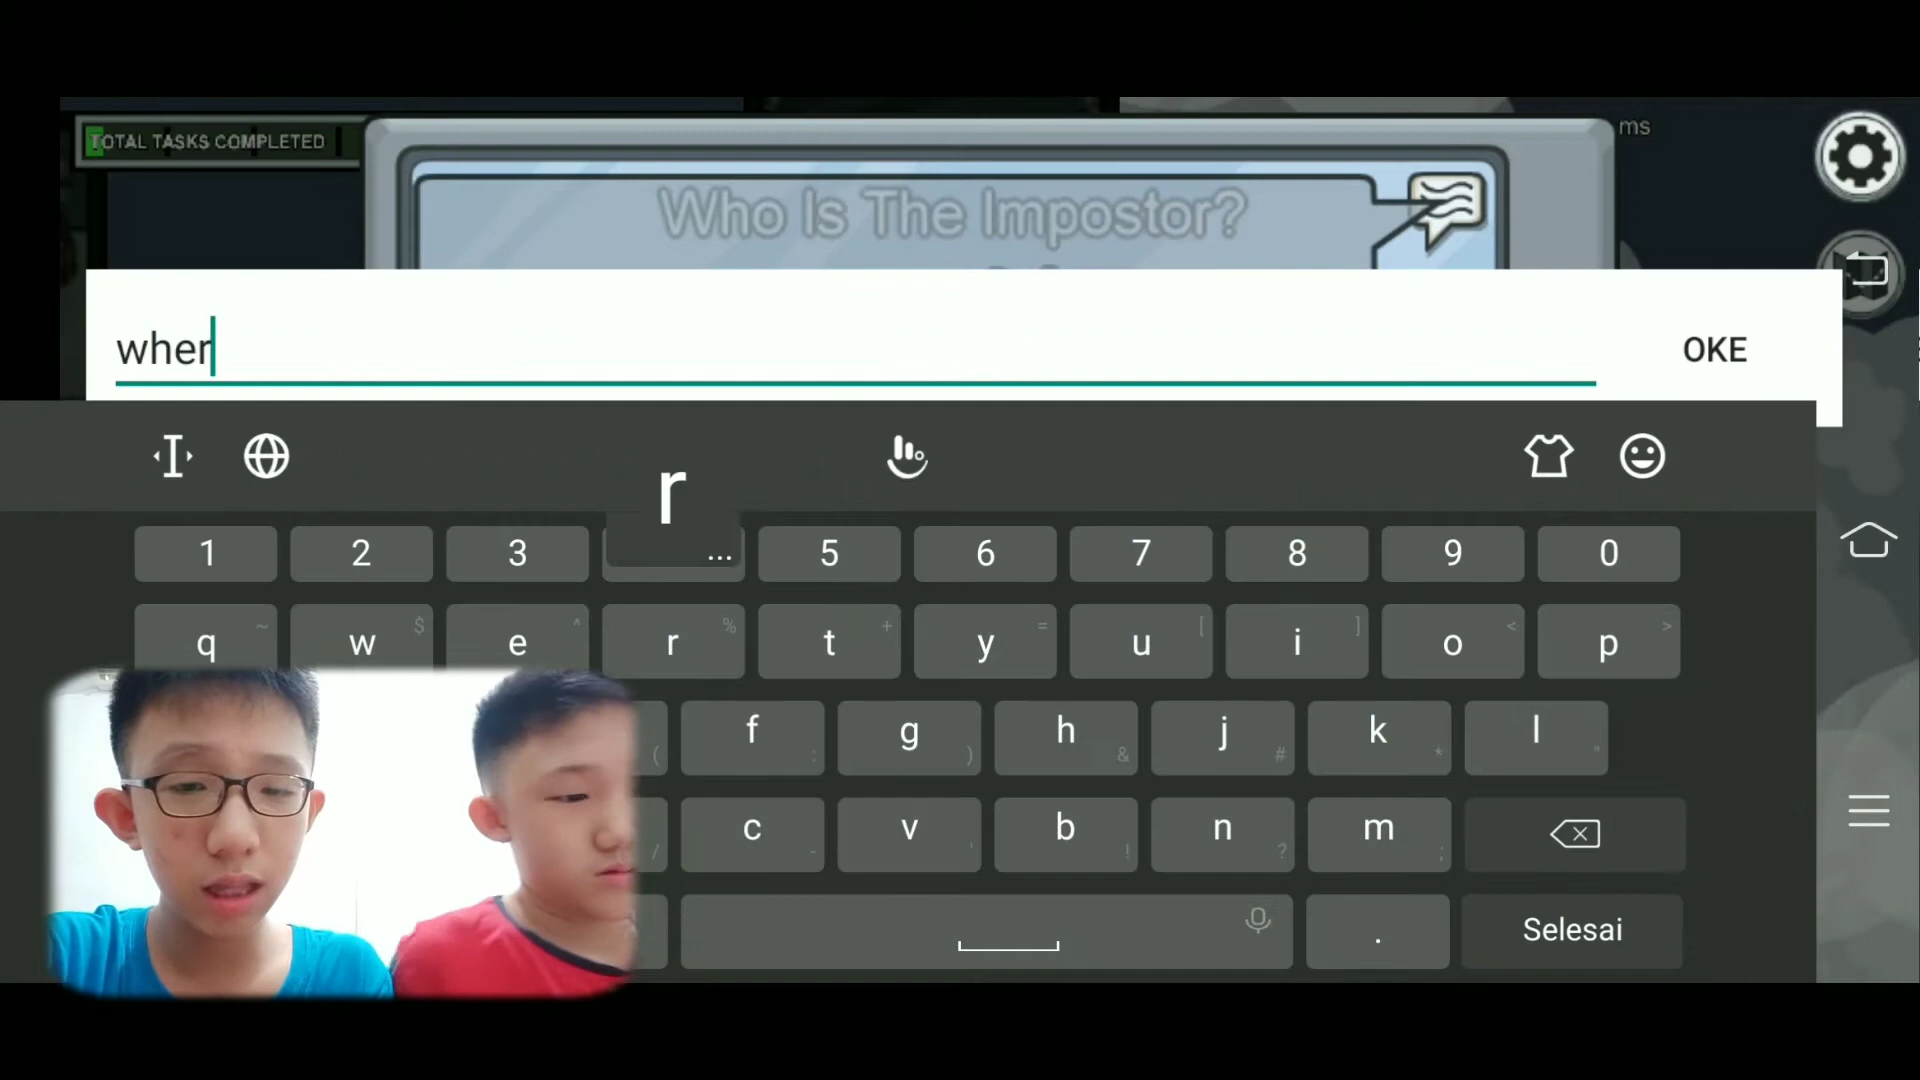 TOTAL TASKS COMPLETED
ms
Who Is The Impostor?
wher
OKE
r
...
1 2 3 5 6 7 8 9 0
~ $ ^ % + = [ ] < >
q w e r t y u i o p
f g h j k l
( : ) & # * "
c v b n m
/ - ' ! ? ;
. Selesai